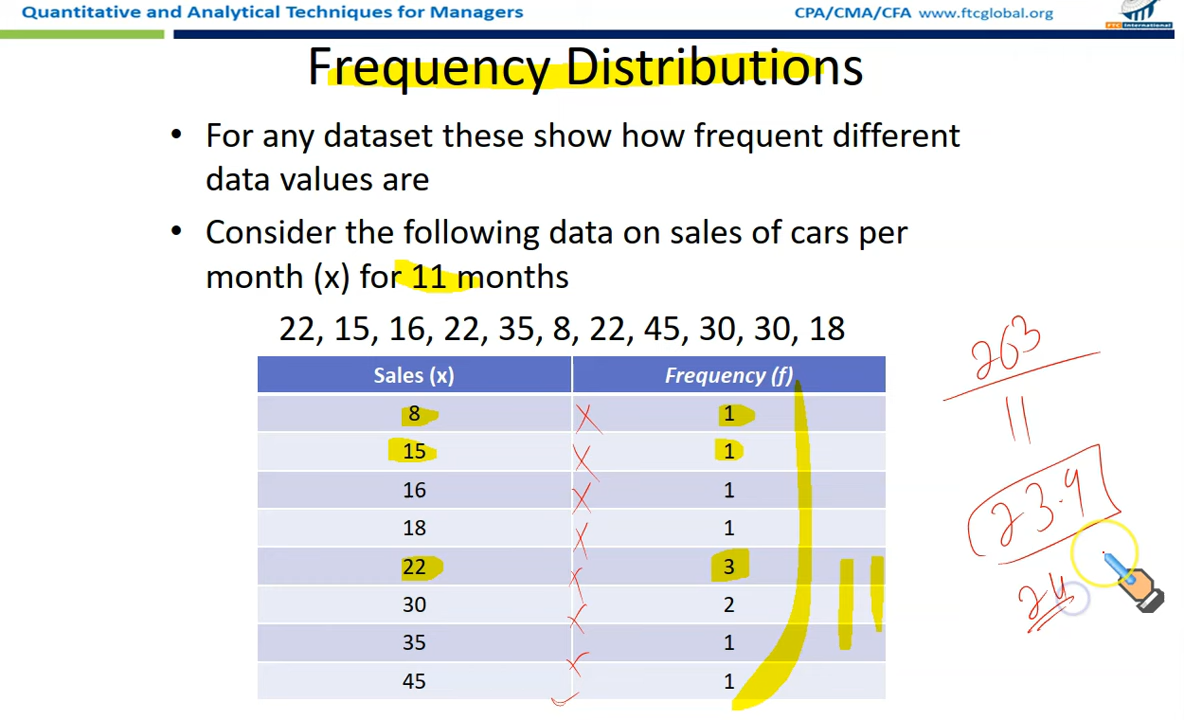 Quantitative and Analytical Techniques for Managers
CPA/CMA/CFA www.ftcglobal.org
FTC International
Frequency Distributions
• For any dataset these show how frequent different
data values are
• Consider the following data on sales of cars per
month (x) for 11 months
22, 15, 16, 22, 35, 8, 22, 45, 30, 30, 18
Sales (x) Frequency (f)
8 1
15 1
16 1
18 1
22 3
30 2
35 1
45 1
11
263
11
23.9
24